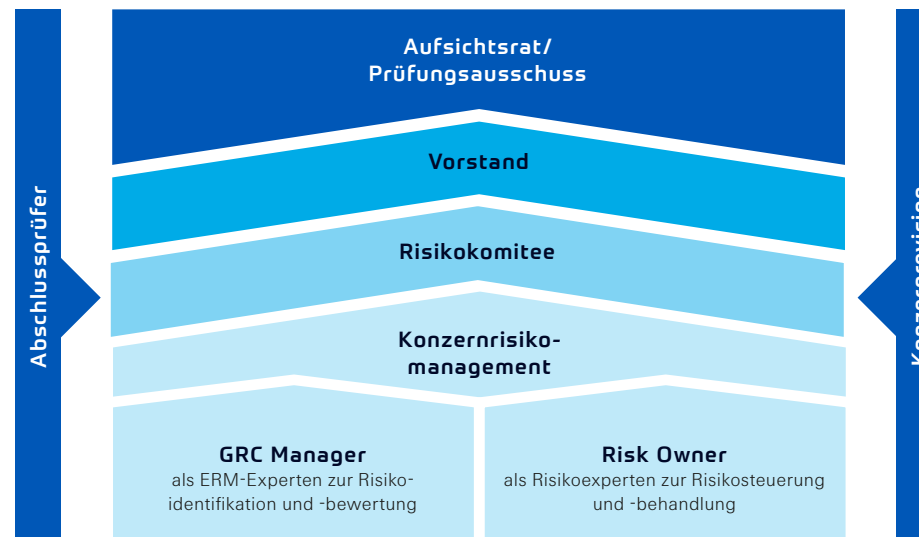 Abschlussprüfer
Aufsichtsrat/
Prüfungsausschuss
Vorstand
Risikokomitee
Konzernrisiko-
management
GRC Manager
als ERM-Experten zur Risiko-
identifikation und -bewertung
Risk Owner
als Risikoexperten zur Risikosteuerung
und -behandlung
Konzernrevision